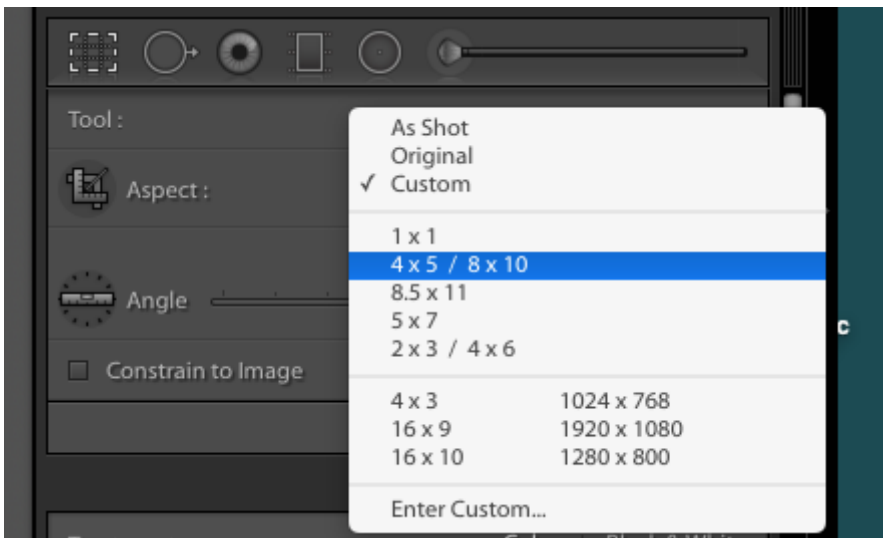 Tool :
As Shot
Original
✓ Custom
Aspect :
1 x 1
4 x 5 / 8 x 10
8.5 x 11
Angle
5 x 7
2 x 3 / 4 x 6
Constrain to Image
4 x 3 1024 x 768
16 x 9 1920 x 1080
16 x 10 1280 x 800
Enter Custom...
c